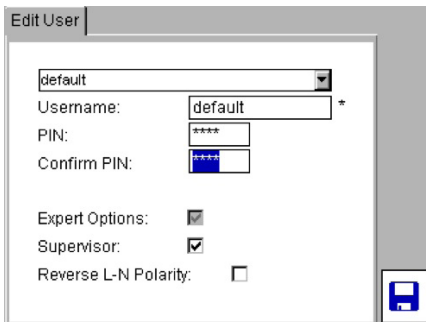 Edit User
default
Username: default *
PIN: ****
Confirm PIN: ****
Expert Options:
Supervisor:
Reverse L-N Polarity: